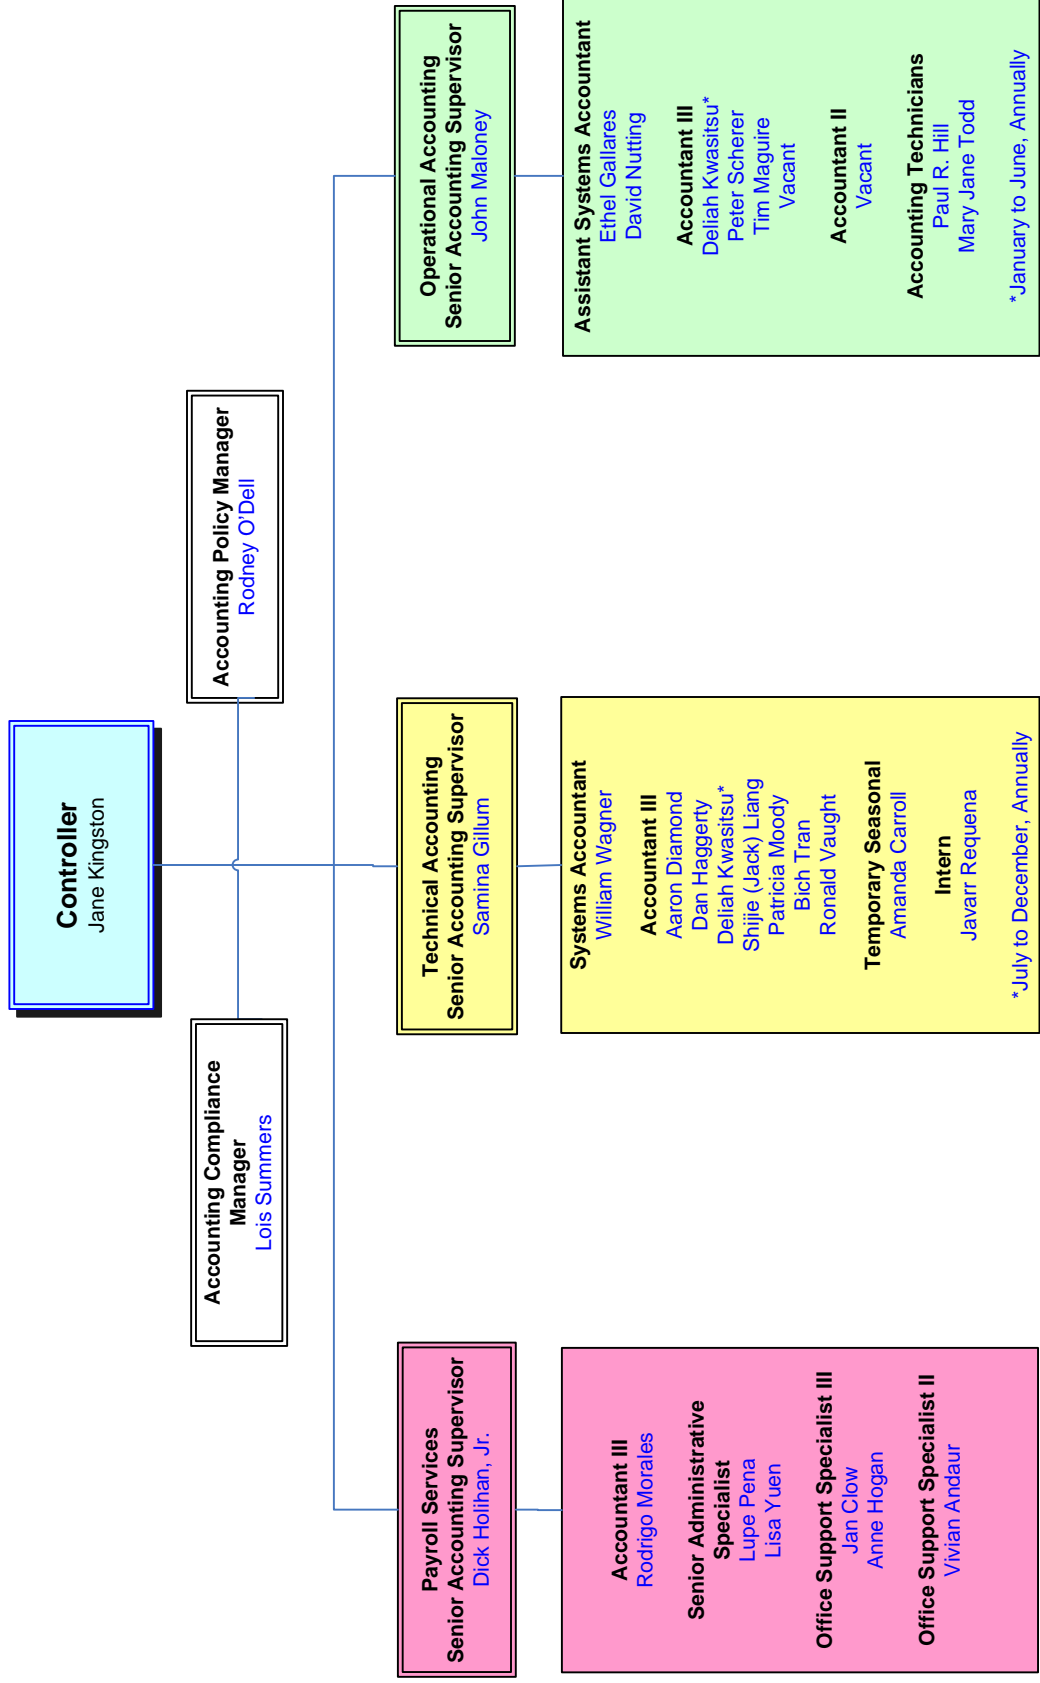 Controller
Jane Kingston
Accounting Compliance
Manager
Lois Summers
Accounting Policy Manager
Rodney O'Dell
Payroll Services
Senior Accounting Supervisor
Dick Holihan, Jr.
Technical Accounting
Senior Accounting Supervisor
Samina Gillum
Operational Accounting
Senior Accounting Supervisor
John Maloney
Accountant III
Rodrigo Morales
Senior Administrative
Specialist
Lupe Pena
Lisa Yuen
Office Support Specialist III
Jan Clow
Anne Hogan
Office Support Specialist II
Vivian Andaur
Systems Accountant
William Wagner
Accountant III
Aaron Diamond
Dan Haggerty
Deliah Kwasitsu*
Shijie (Jack) Liang
Patricia Moody
Bich Tran
Ronald Vaught
Temporary Seasonal
Amanda Carroll
Intern
Javarr Requena
*July to December, Annually
Assistant Systems Accountant
Ethel Gallares
David Nutting
Accountant III
Deliah Kwasitsu*
Peter Scherer
Tim Maguire
Vacant
Accountant II
Vacant
Accounting Technicians
Paul R. Hill
Mary Jane Todd
*January to June, Annually